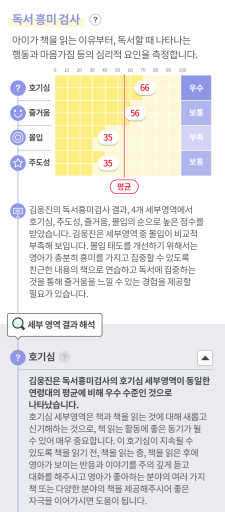 독서 흥미 검사 ?
아이가 책을 읽는 이유부터, 독서할 때 나타나는
행동과 마음가짐 등의 심리적 요인을 측정합니다.
0 10 20 30 40 50 60 70 80 90 100
? 호기심 66 우수
즐거움 56 보통
몰입 35 부족
주도성 35 보통
평균
김웅진의 독서흥미검사 결과, 4개 세부영역에서
호기심, 주도성, 즐거움, 몰입의 순으로 높은 점수를
받았습니다. 김웅진은 세부영역 중 몰입이 비교적
부족해 보입니다. 몰입 태도를 개선하기 위해서는
영아가 충분히 흥미를 가지고 집중할 수 있도록
친근한 내용의 책으로 연습하고 독서에 집중하는
것을 통해 즐거움을 느낄 수 있는 경험을 제공할
필요가 있습니다.
세부 영역 결과 해석
? 호기심 ?
김웅진은 독서흥미검사의 호기심 세부영역이 동일한
연령대의 평균에 비해 우수 수준인 것으로
나타났습니다.
호기심 세부영역은 책과 책을 읽는 것에 대해 새롭고
신기해하는 것으로, 책 읽는 활동에 좋은 동기가 될
수 있어 매우 중요합니다. 이 호기심이 지속될 수
있도록 책을 읽기 전, 책을 읽는 중, 책을 읽은 후에
영아가 보이는 반응과 이야기를 주의 깊게 듣고
대화를 해주시고 영아가 좋아하는 분야의 여러 가지
책 또는 다양한 분야의 책을 제공해주시어 좋은
자극을 이어가시면 도움이 됩니다.